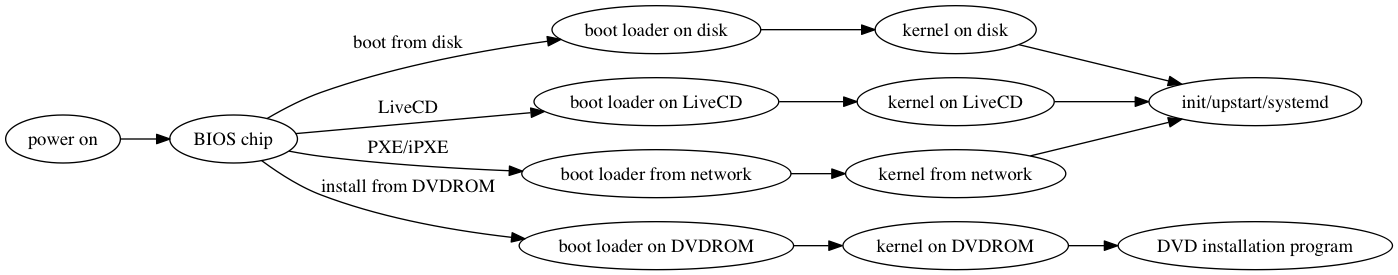 power on
BIOS chip
boot from disk
boot loader on disk
kernel on disk
LiveCD
boot loader on LiveCD
kernel on LiveCD
init/upstart/systemd
PXE/iPXE
boot loader from network
kernel from network
install from DVDROM
boot loader on DVDROM
kernel on DVDROM
DVD installation program